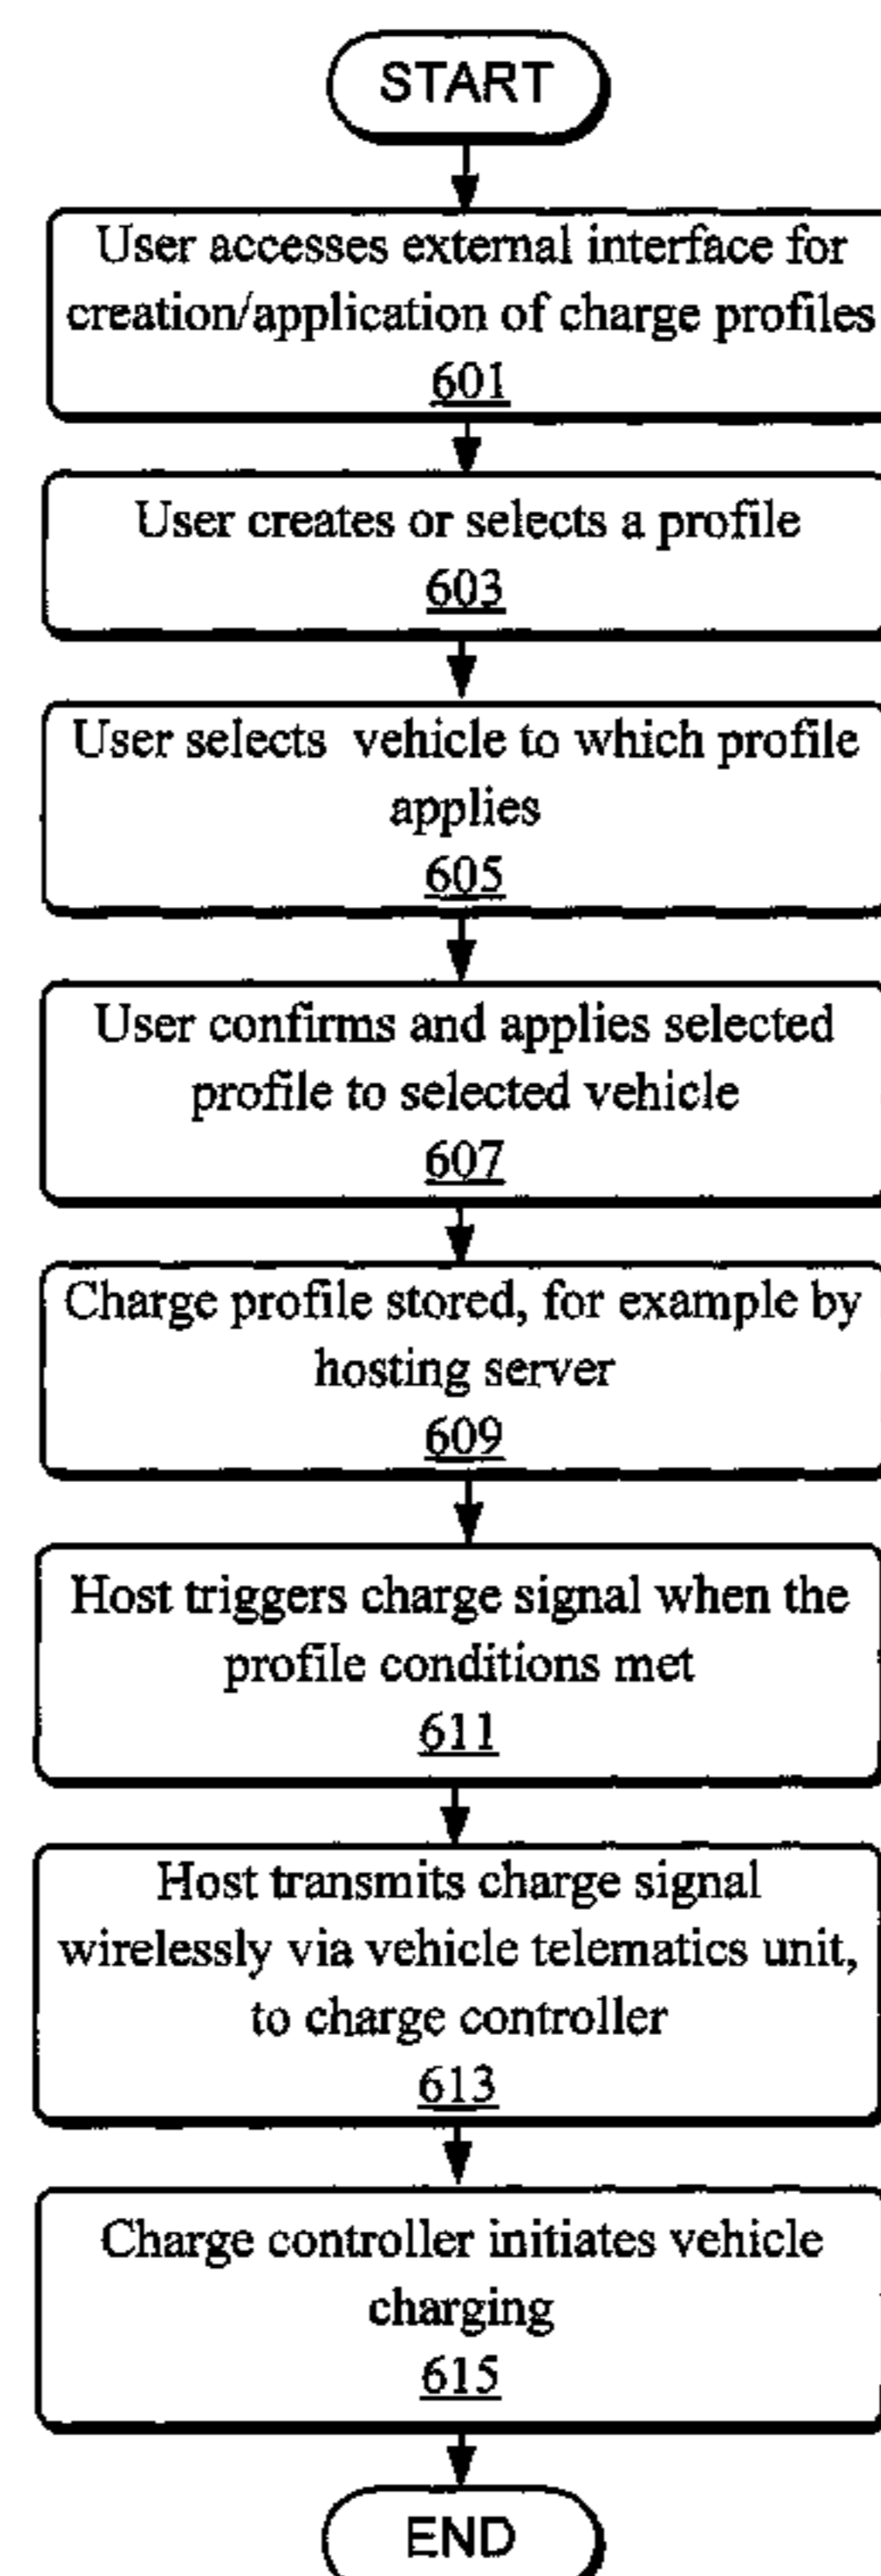 START
User accesses external interface for
creation/application of charge profiles
601
User creates or selects a profile
603
User selects vehicle to which profile
applies
605
User confirms and applies selected
profile to selected vehicle
607
Charge profile stored, for example by
hosting server
609
Host triggers charge signal when the
profile conditions met
611
Host transmits charge signal
wirelessly via vehicle telematics unit,
to charge controller
613
Charge controller initiates vehicle
charging
615
END